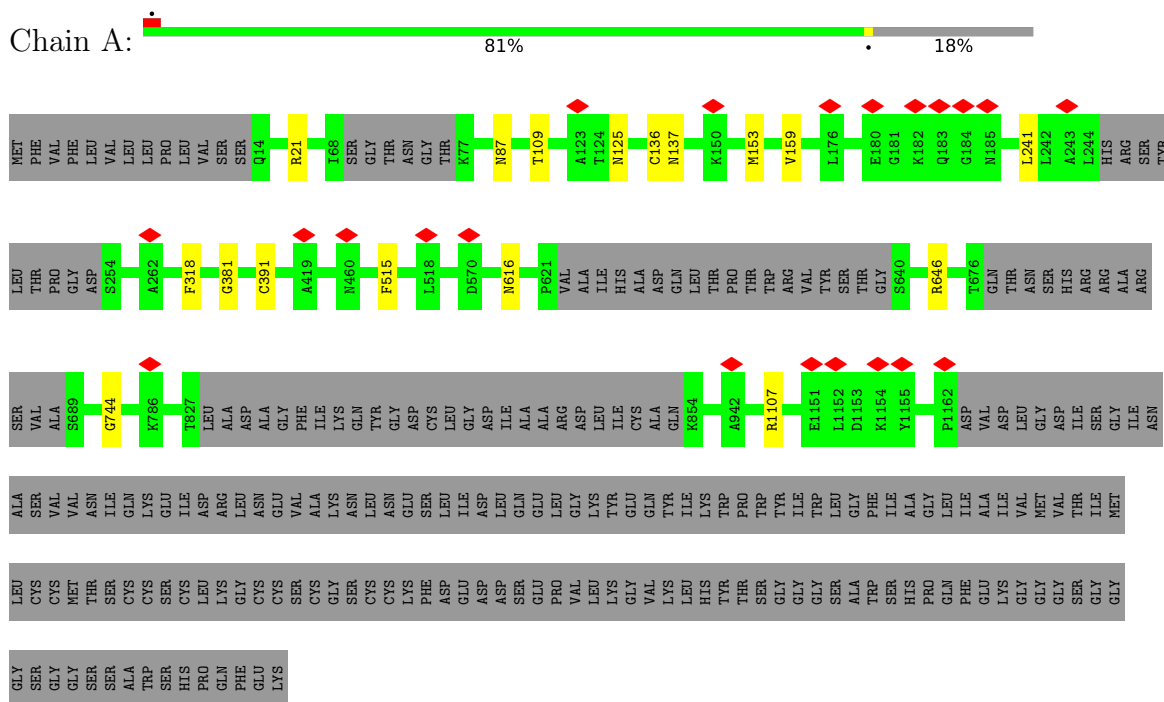 Chain A:
81% 18%
MET PHE VAL PHE LEU VAL LEU LEU PRO LEU VAL SER SER Q14 R21 I68 SER GLY THR ASN GLY THR K77 N87 T109 A123 T124 N125 C136 N137 K150 M153 V159 L176 E180 G181 K182 Q183 G184 N185 L241 L242 A243 L244 HIS ARG SER TYR
LEU THR PRO GLY ASP S254 A262 F318 G381 C391 A419 N460 F515 L518 D570 N616 P621 VAL ALA ILE HIS ALA ASP GLN LEU THR PRO THR TRP ARG VAL TYR SER THR GLY S640 R646 T676 GLN THR ASN SER HIS ARG ARG ALA ARG
SER VAL ALA S689 G744 K786 T827 LEU ALA ASP ALA GLY PHE ILE LYS GLN TYR GLY ASP CYS LEU GLY ASP ILE ALA ALA ARG ASP LEU ILE CYS ALA GLN K854 A942 R1107 E1151 L1152 D1153 K1154 Y1155 P1162 ASP VAL ASP LEU GLY ASP ILE SER GLY ILE ASN
ALA SER VAL VAL ASN ILE GLN LYS GLU ILE ASP ARG LEU ASN GLU VAL ALA LYS ASN LEU ASN GLU SER LEU ILE ASP LEU GLN GLU LEU GLY LYS TYR GLU GLN TYR ILE LYS TRP PRO TRP TYR ILE TRP LEU GLY PHE ILE ALA GLY LEU ILE ALA ILE VAL MET VAL THR ILE MET
LEU CYS CYS MET THR SER CYS CYS SER CYS LEU LYS GLY CYS CYS SER CYS GLY SER CYS CYS LYS PHE ASP GLU ASP ASP SER GLU PRO VAL LEU LYS GLY VAL LYS LEU HIS TYR THR SER GLY GLY GLY SER ALA TRP SER HIS PRO GLN PHE GLU LYS GLY GLY GLY SER GLY GLY
GLY SER GLY GLY SER SER ALA TRP SER HIS PRO GLN PHE GLU LYS